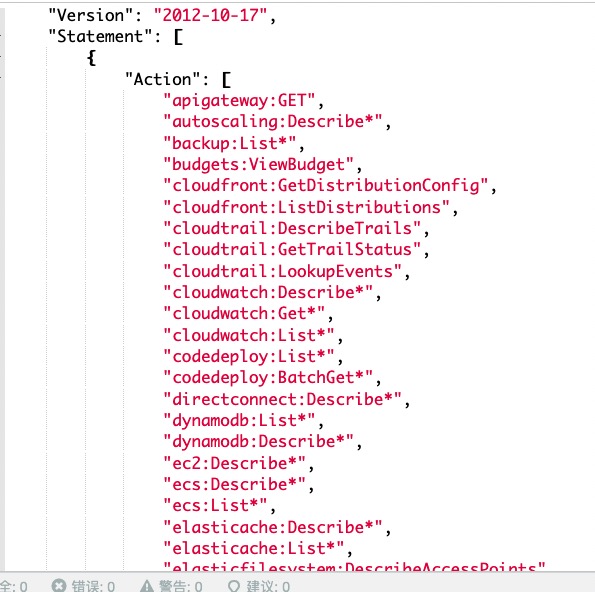 "Version": "2012-10-17",
"Statement": [
{
"Action": [
"apigateway:GET",
"autoscaling:Describe*",
"backup:List*",
"budgets:ViewBudget",
"cloudfront:GetDistributionConfig",
"cloudfront:ListDistributions",
"cloudtrail:DescribeTrails",
"cloudtrail:GetTrailStatus",
"cloudtrail:LookupEvents",
"cloudwatch:Describe*",
"cloudwatch:Get*",
"cloudwatch:List*",
"codedeploy:List*",
"codedeploy:BatchGet*",
"directconnect:Describe*",
"dynamodb:List*",
"dynamodb:Describe*",
"ec2:Describe*",
"ecs:Describe*",
"ecs:List*",
"elasticache:Describe*",
"elasticache:List*",
"elasticfilesystem:DescribeAccessPoints"
全: 0 错误: 0 警告: 0 建议: 0